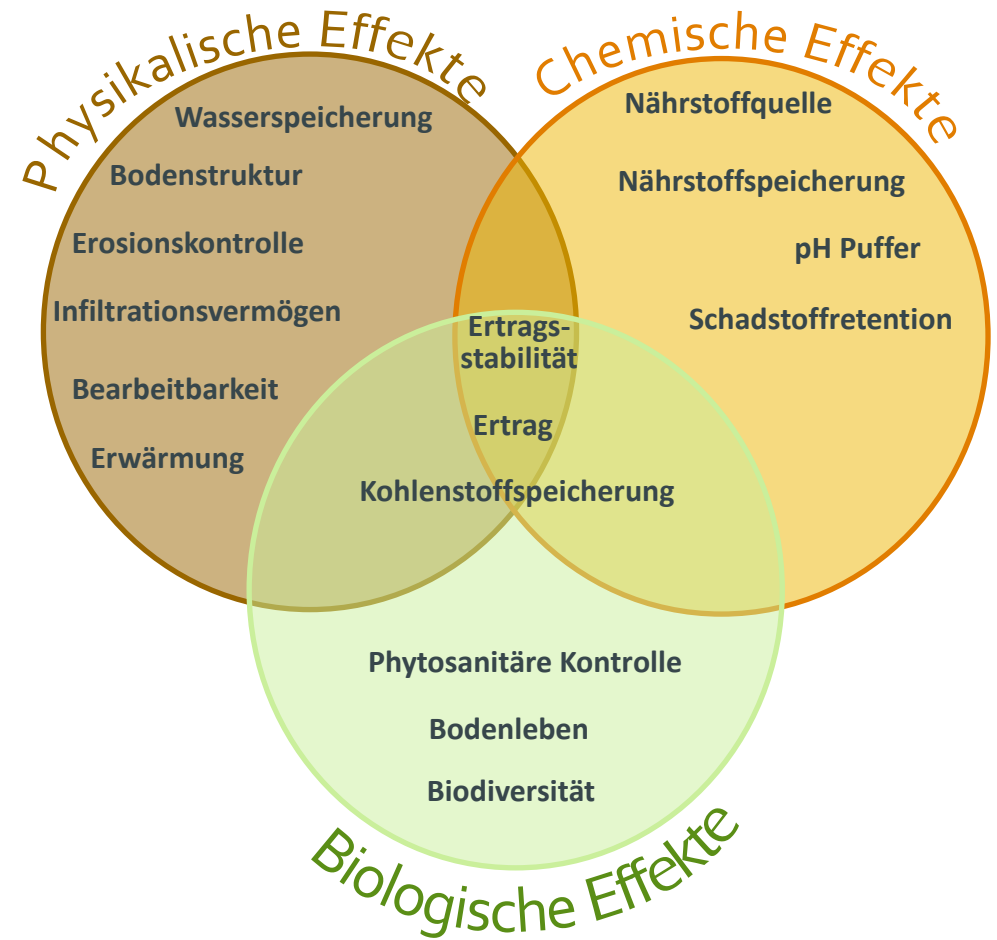 Physikalische Effekte
Wasserspeicherung
Bodenstruktur
Erosionskontrolle
Infiltrationsvermögen
Bearbeitbarkeit
Erwärmung
Chemische Effekte
Nährstoffquelle
Nährstoffspeicherung
pH Puffer
Schadstoffretention
Ertrags-
stabilität
Ertrag
Kohlenstoffspeicherung
Phytosanitäre Kontrolle
Bodenleben
Biodiversität
Biologische Effekte